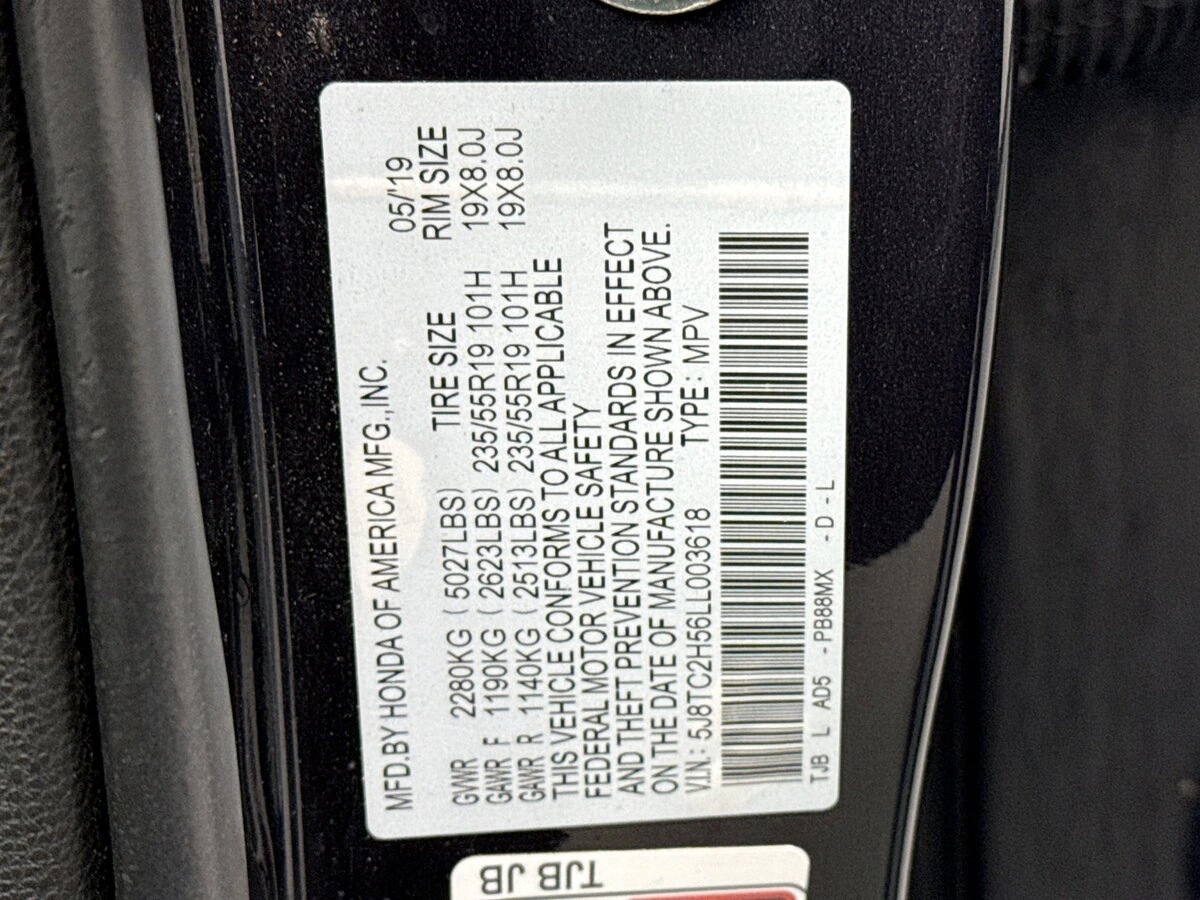 MFD.BY HONDA OF AMERICA MFG.,INC. 05/'19
TIRE SIZE RIM SIZE
GWR 2280KG (5027LBS)
GAWR F 1190KG (2623LBS) 235/55R19 101H 19X8.0J
GAWR R 1140KG (2513LBS) 235/55R19 101H 19X8.0J
THIS VEHICLE CONFORMS TO ALL APPLICABLE
FEDERAL MOTOR VEHICLE SAFETY
AND THEFT PREVENTION STANDARDS IN EFFECT
ON THE DATE OF MANUFACTURE SHOWN ABOVE.
V.I.N.: 5J8TC2H56LL003618 TYPE: MPV
TJB L AD5 -PB88MX -D-L
TJB JB